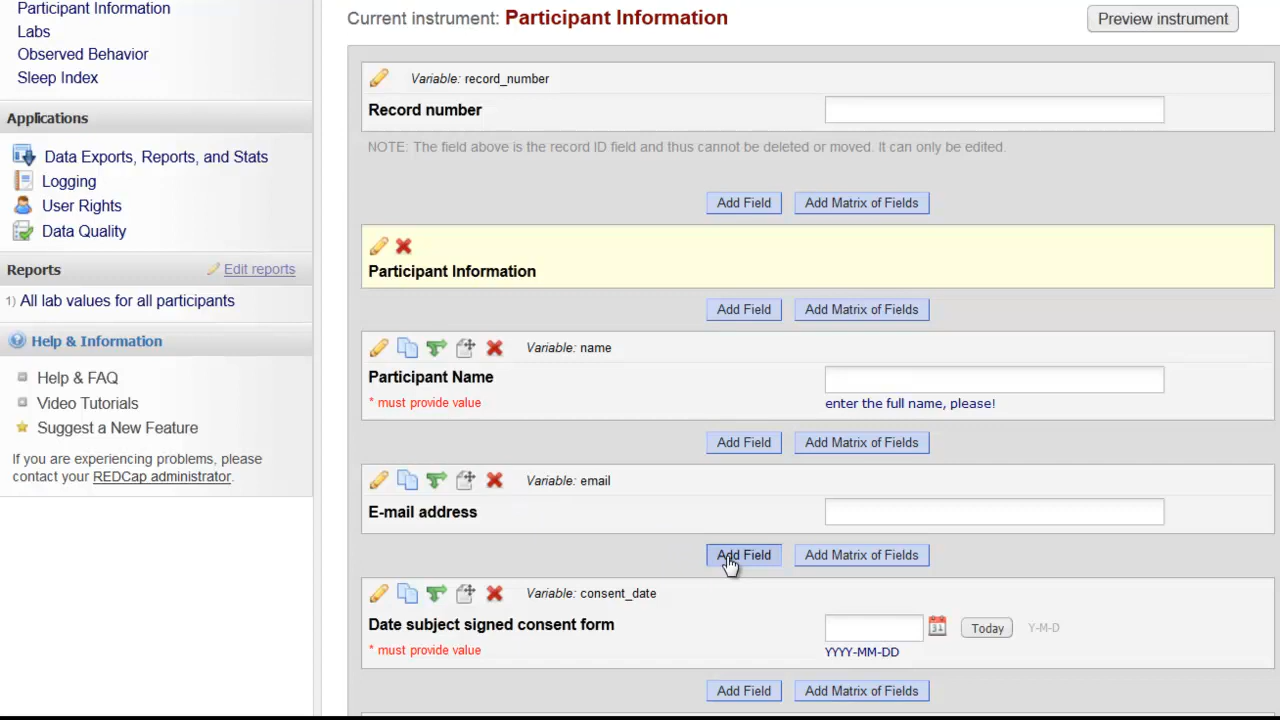 Participant Information
Labs
Observed Behavior
Sleep Index
Applications
Data Exports, Reports, and Stats
Logging
User Rights
Data Quality
Reports
Edit reports
1) All lab values for all participants
Help & Information
Help & FAQ
Video Tutorials
Suggest a New Feature
If you are experiencing problems, please
contact your REDCap administrator.
Current instrument: Participant Information
Preview instrument
Variable: record_number
Record number
NOTE: The field above is the record ID field and thus cannot be deleted or moved. It can only be edited.
Add Field Add Matrix of Fields
Participant Information
Add Field Add Matrix of Fields
Variable: name
Participant Name
* must provide value
enter the full name, please!
Add Field Add Matrix of Fields
Variable: email
E-mail address
Add Field Add Matrix of Fields
Variable: consent_date
Date subject signed consent form
31 Today Y-M-D
* must provide value
YYYY-MM-DD
Add Field Add Matrix of Fields